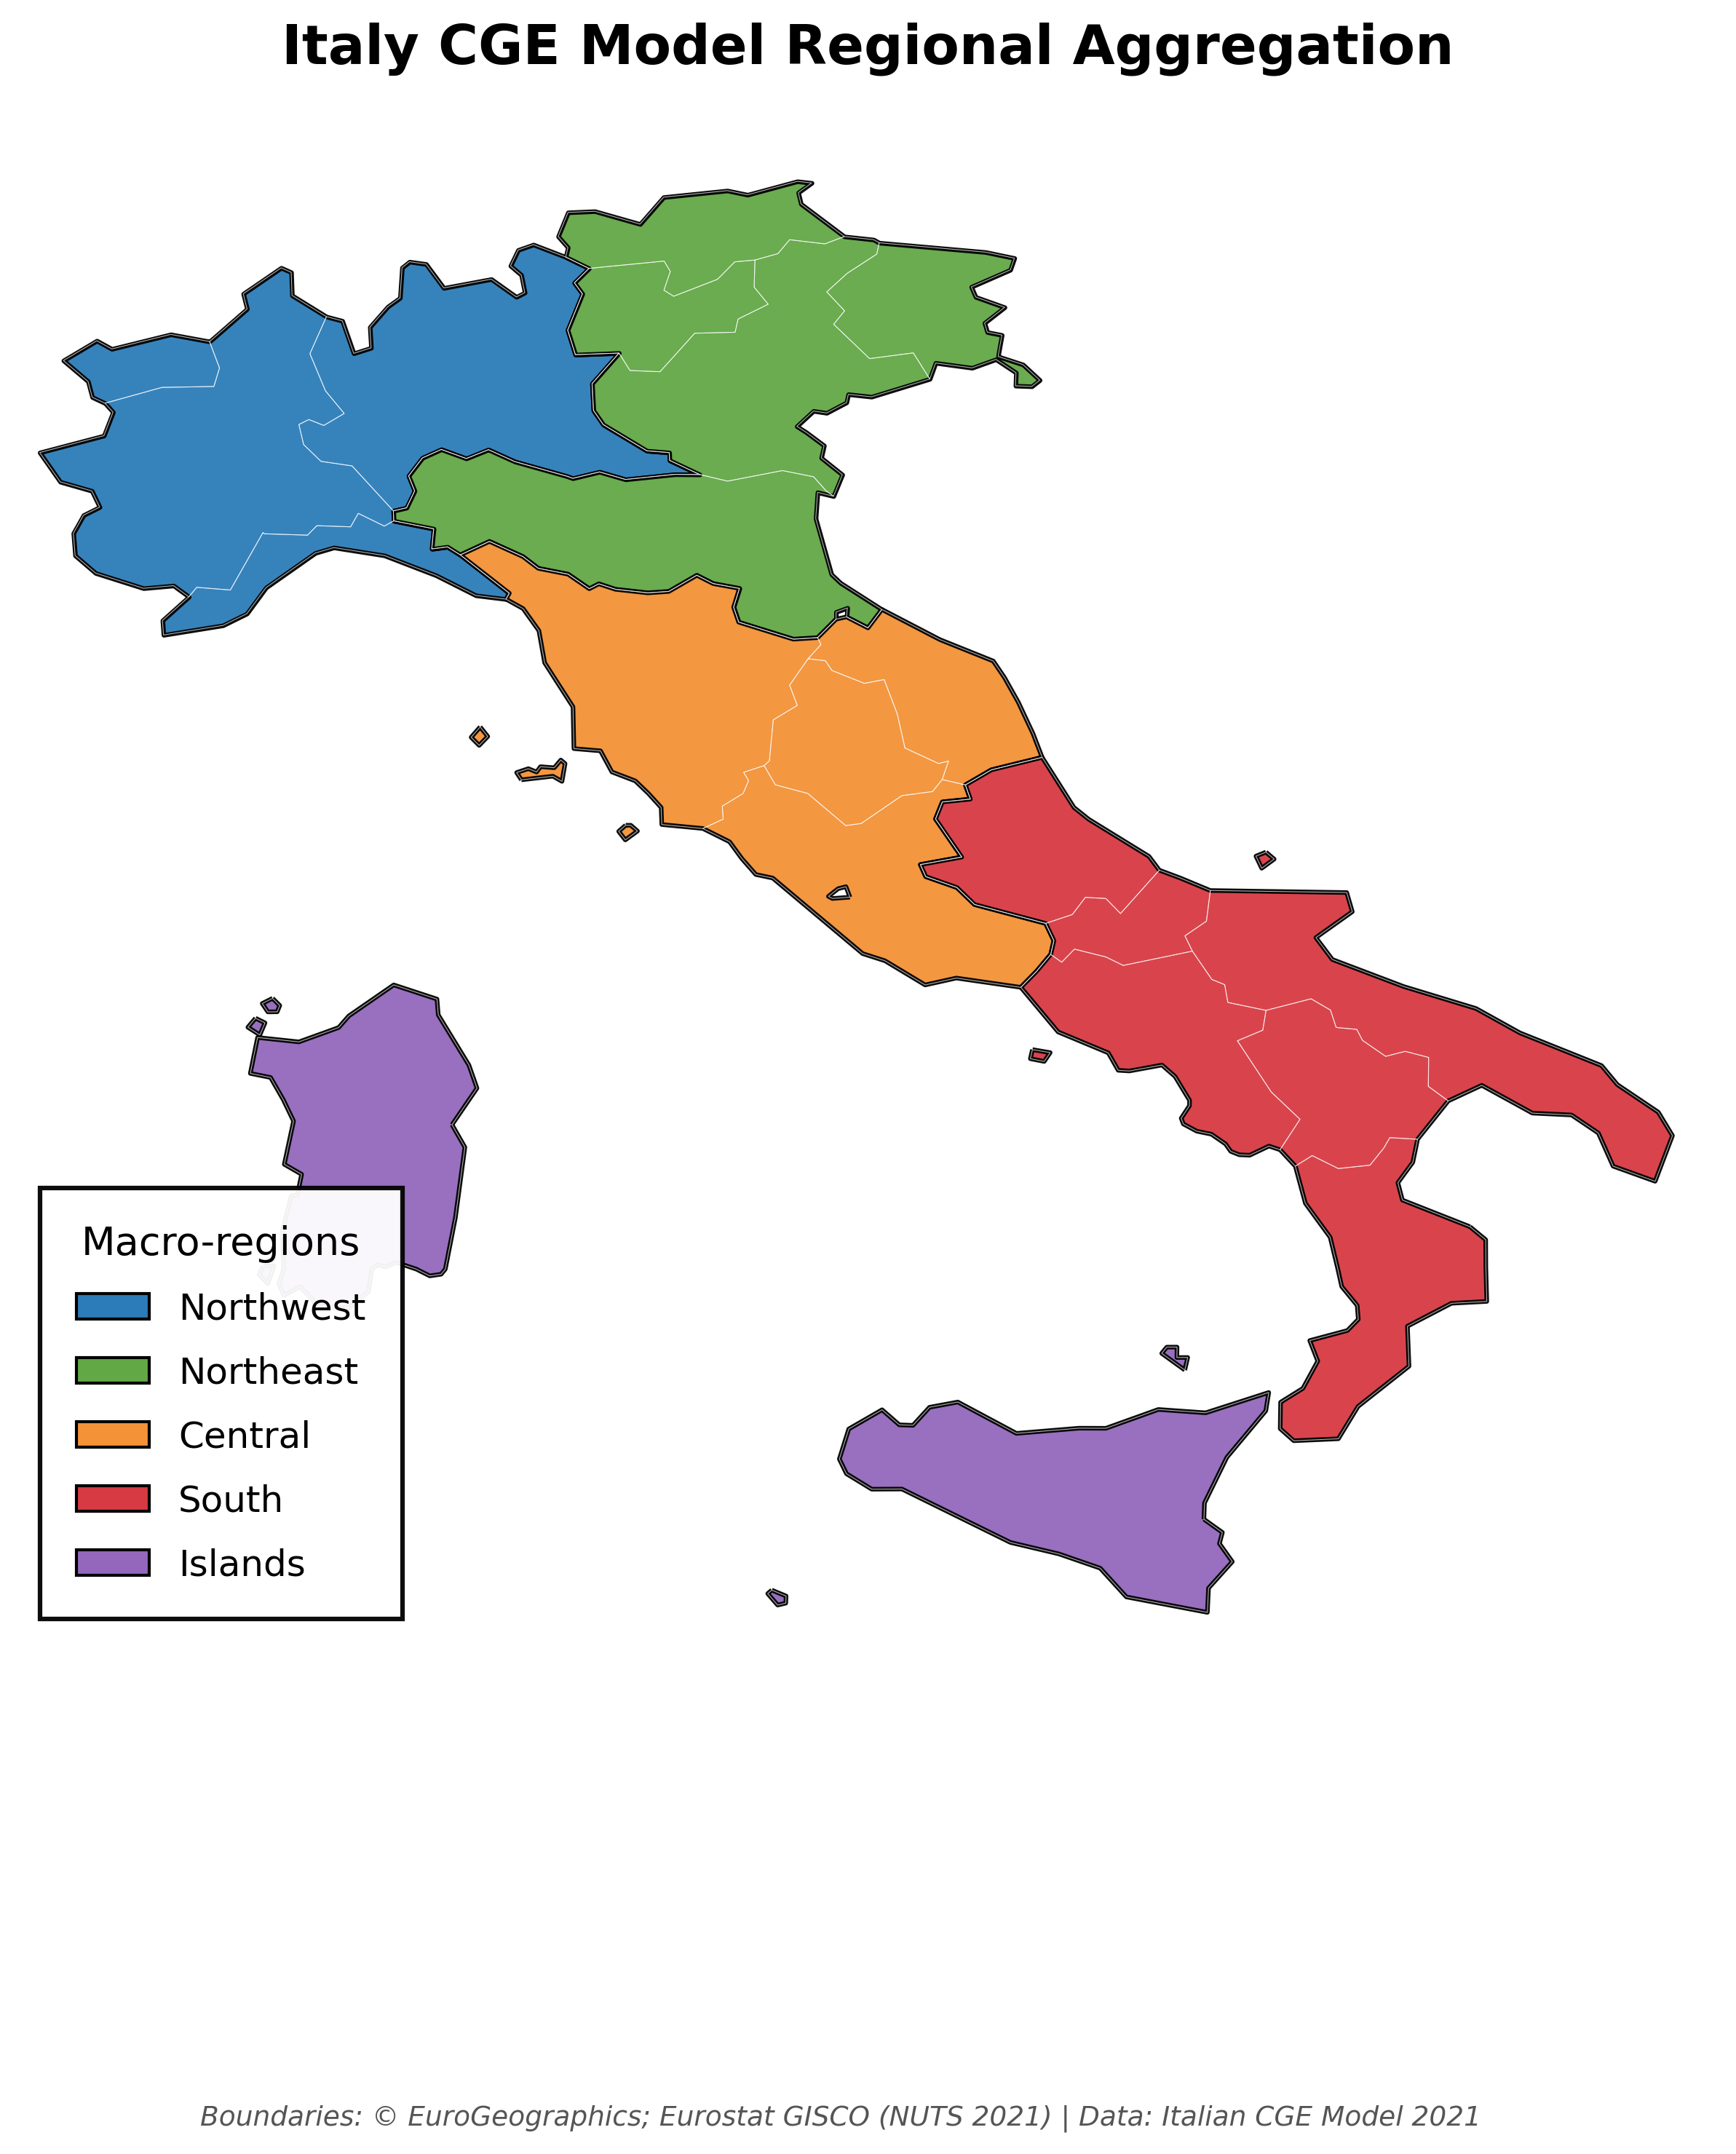 Italy CGE Model Regional Aggregation
Macro-regions
Northwest
Northeast
Central
South
Islands
Boundaries: © EuroGeographics; Eurostat GISCO (NUTS 2021) | Data: Italian CGE Model 2021